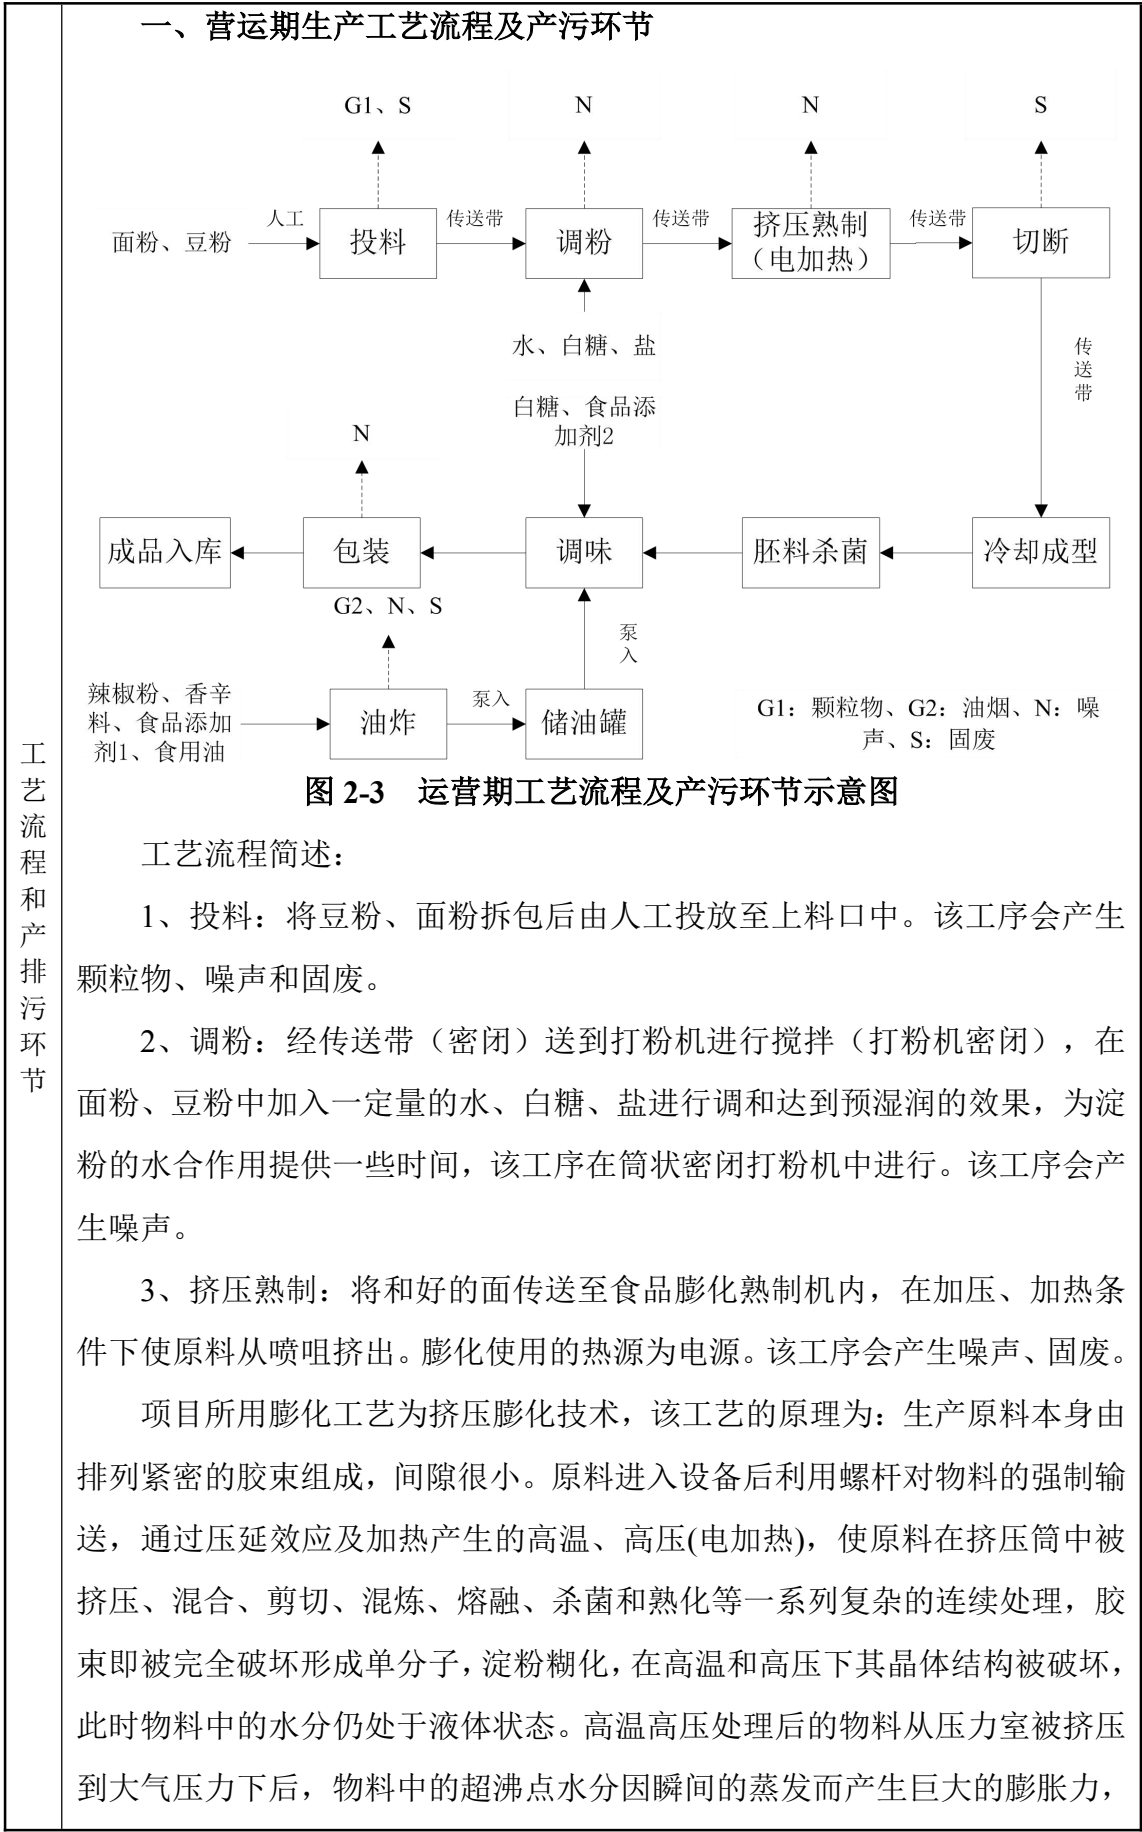 一、营运期生产工艺流程及产污环节
G1、S
N
N
S
面粉、豆粉
人工
投料
传送带
调粉
传送带
挤压熟制
（电加热）
传送带
切断
水、白糖、盐
传送带
白糖、食品添
加剂2
N
成品入库
包装
调味
胚料杀菌
冷却成型
G2、N、S
泵入
辣椒粉、香辛
料、食品添加
剂1、食用油
油炸
泵入
储油罐
G1：颗粒物、G2：油烟、N：噪
声、S：固废
图 2-3 运营期工艺流程及产污环节示意图
工艺流程和产排污环节
工艺流程简述：
1、投料：将豆粉、面粉拆包后由人工投放至上料口中。该工序会产生
颗粒物、噪声和固废。
2、调粉：经传送带（密闭）送到打粉机进行搅拌（打粉机密闭），在
面粉、豆粉中加入一定量的水、白糖、盐进行调和达到预湿润的效果，为淀
粉的水合作用提供一些时间，该工序在筒状密闭打粉机中进行。该工序会产
生噪声。
3、挤压熟制：将和好的面传送至食品膨化熟制机内，在加压、加热条
件下使原料从喷咀挤出。膨化使用的热源为电源。该工序会产生噪声、固废。
项目所用膨化工艺为挤压膨化技术，该工艺的原理为：生产原料本身由
排列紧密的胶束组成，间隙很小。原料进入设备后利用螺杆对物料的强制输
送，通过压延效应及加热产生的高温、高压(电加热)，使原料在挤压筒中被
挤压、混合、剪切、混炼、熔融、杀菌和熟化等一系列复杂的连续处理，胶
束即被完全破坏形成单分子，淀粉糊化，在高温和高压下其晶体结构被破坏，
此时物料中的水分仍处于液体状态。高温高压处理后的物料从压力室被挤压
到大气压力下后，物料中的超沸点水分因瞬间的蒸发而产生巨大的膨胀力，